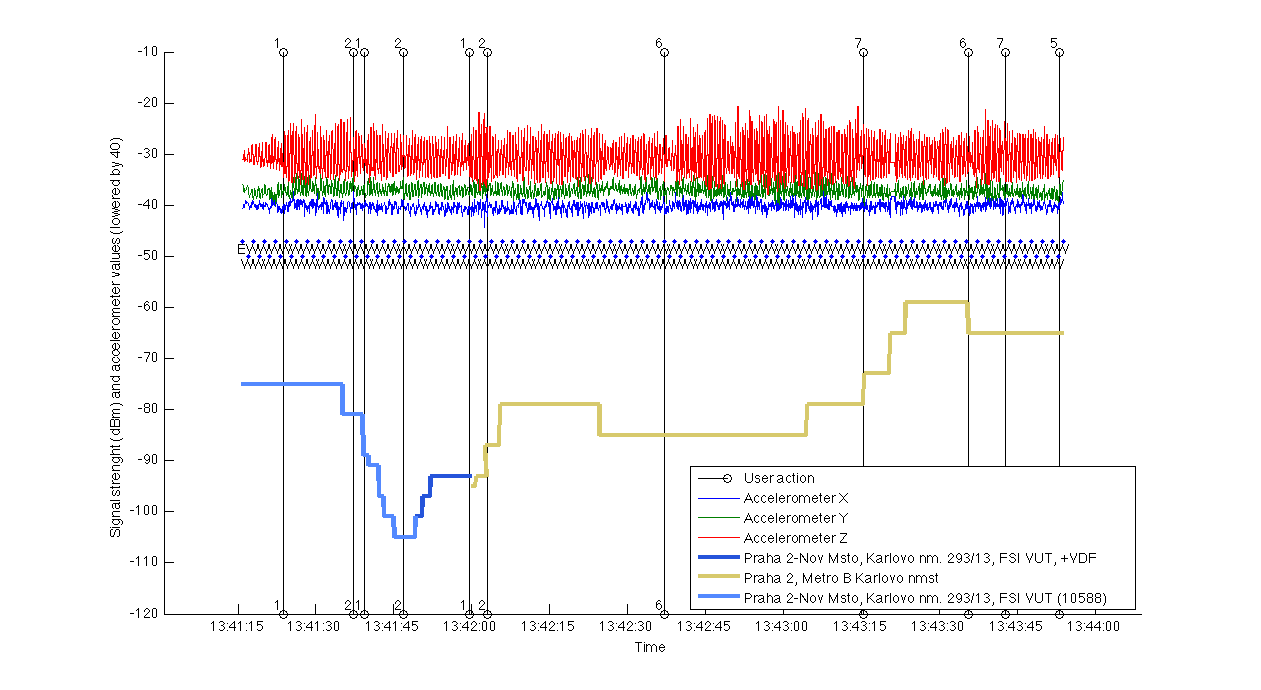 1 2 1 2 1 2 6 7 6 7 5
-10
-20
-30
-40
-50
-60
-70
-80
-90
-100
-110
-120
Signal strenght (dBm) and accelerometer values (lowered by 40)
E
User action
Accelerometer X
Accelerometer Y
Accelerometer Z
Praha 2-Nov Msto, Karlovo nm. 293/13, FSI VUT, +VDF
Praha 2, Metro B Karlovo nmst
Praha 2-Nov Msto, Karlovo nm. 293/13, FSI VUT (10588)
1 2 1 2 1 2 6
13:41:15 13:41:30 13:41:45 13:42:00 13:42:15 13:42:30 13:42:45 13:43:00 13:43:15 13:43:30 13:43:45 13:44:00
Time